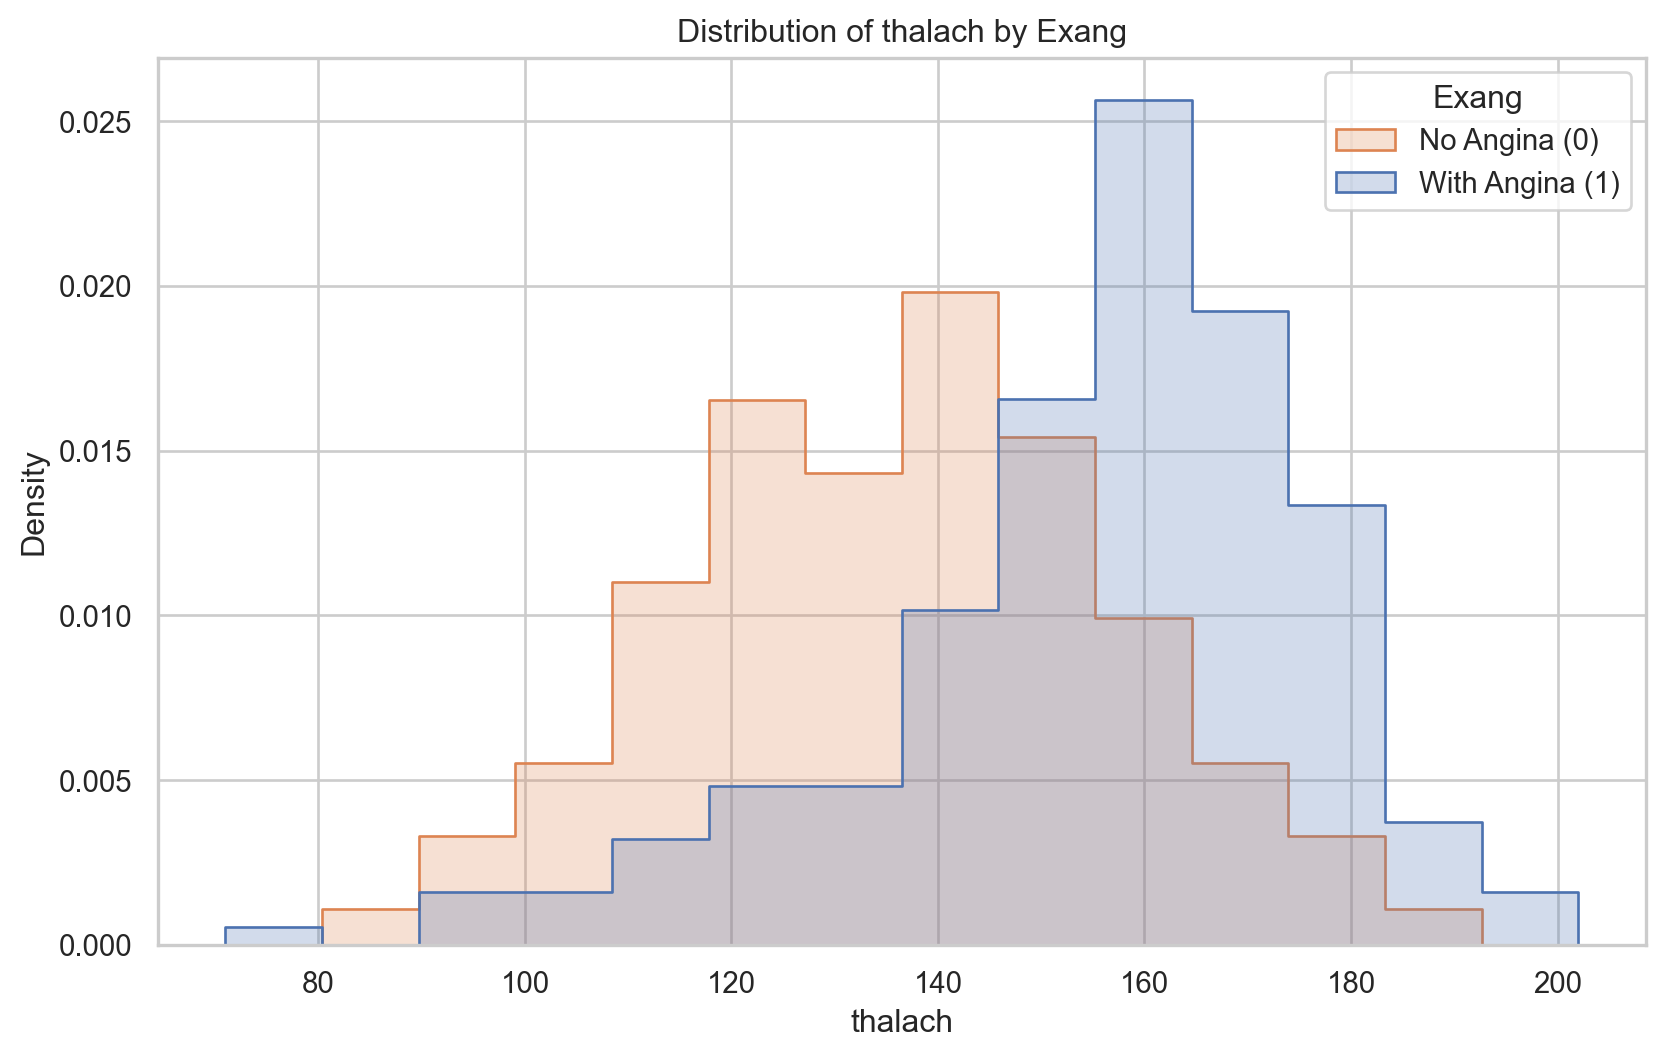 Distribution of thalach by Exang
Exang
No Angina (0)
With Angina (1)
0.025
0.020
0.015
0.010
0.005
0.000
Density
80 100 120 140 160 180 200
thalach